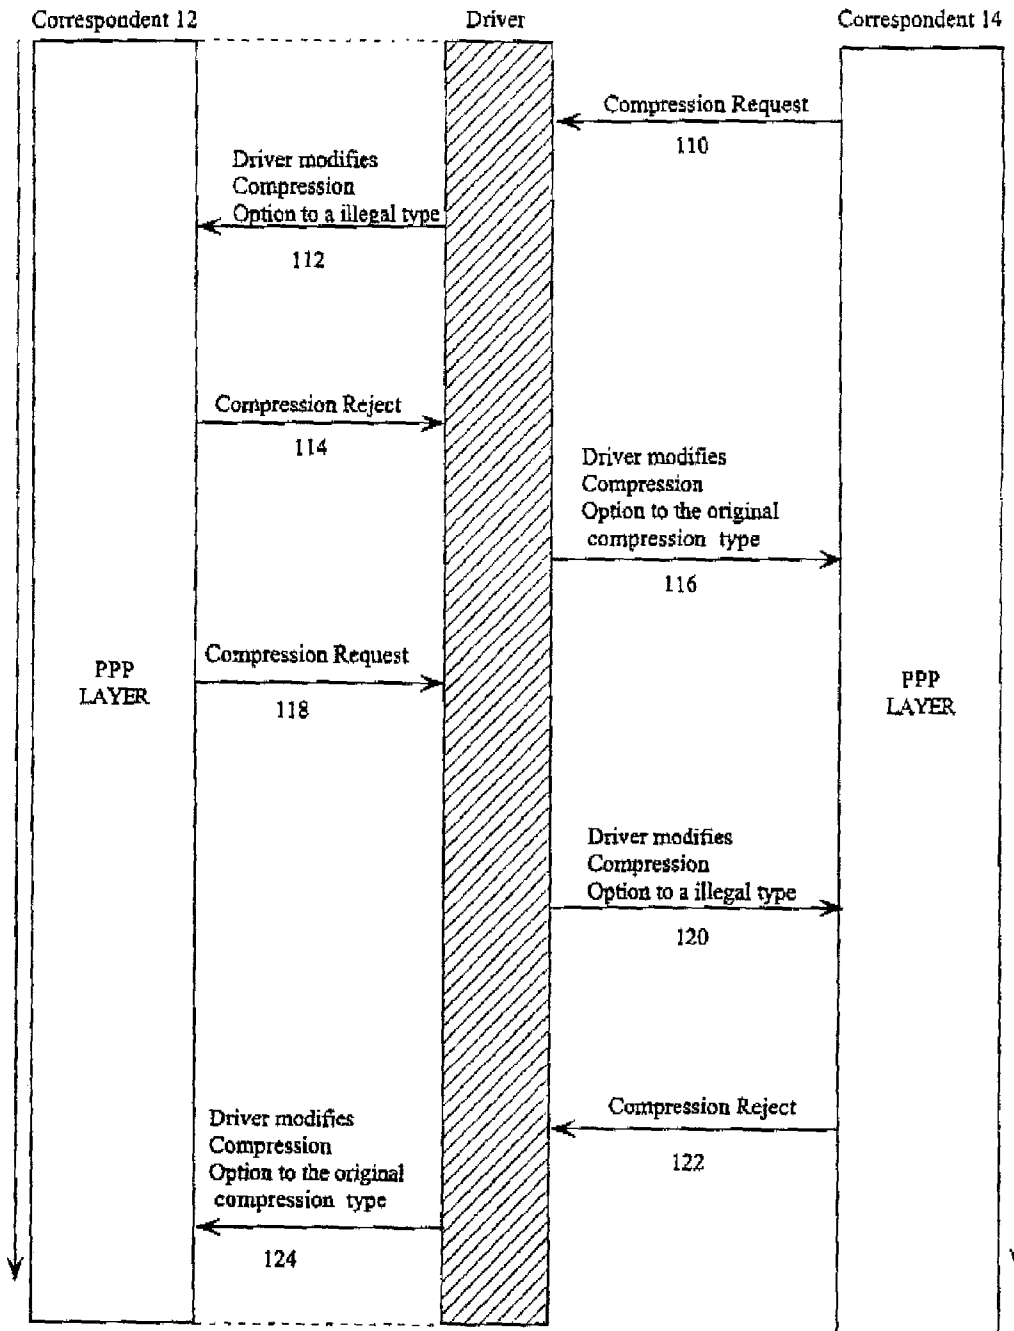 Correspondent 12
Driver
Correspondent 14
Compression Request
110
Driver modifies
Compression
Option to a illegal type
112
Compression Reject
114
Driver modifies
Compression
Option to the original
compression type
116
Compression Request
118
PPP
LAYER
PPP
LAYER
Driver modifies
Compression
Option to a illegal type
120
Compression Reject
122
Driver modifies
Compression
Option to the original
compression type
124